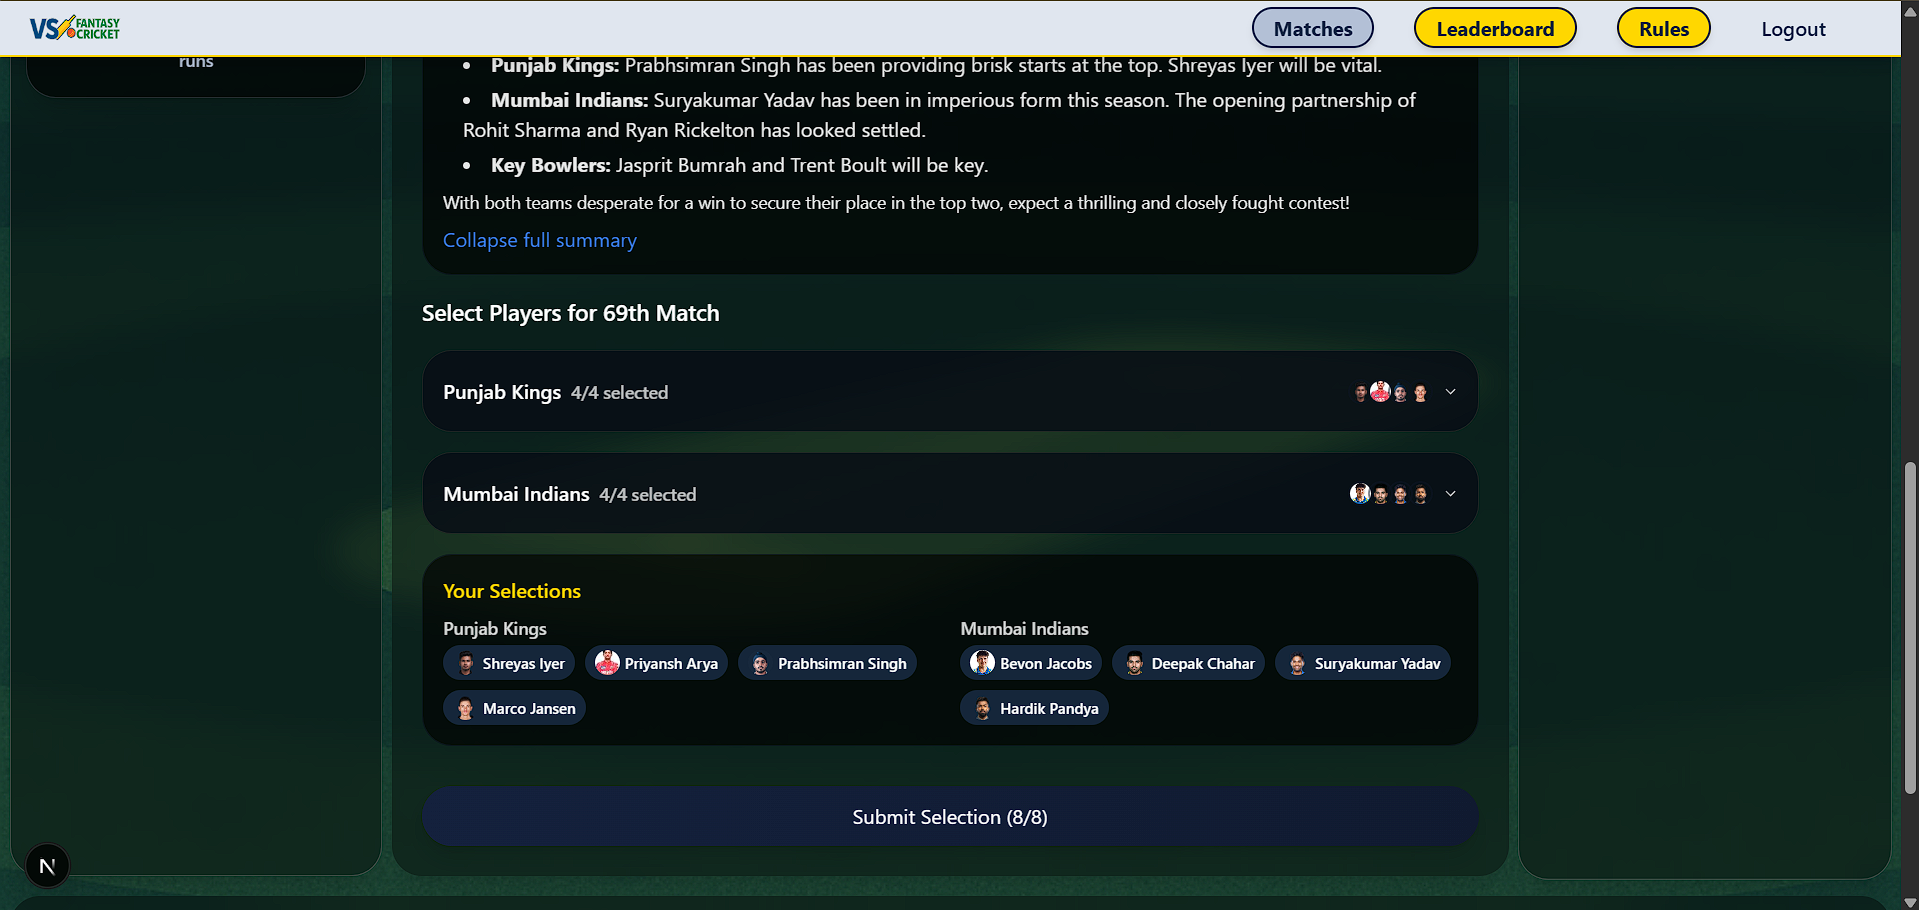 VS FANTASY CRICKET
Matches
Leaderboard
Rules
Logout
runs
• Punjab Kings: Prabhsimran Singh has been providing brisk starts at the top. Shreyas Iyer will be vital.
• Mumbai Indians: Suryakumar Yadav has been in imperious form this season. The opening partnership of
Rohit Sharma and Ryan Rickelton has looked settled.
• Key Bowlers: Jasprit Bumrah and Trent Boult will be key.
With both teams desperate for a win to secure their place in the top two, expect a thrilling and closely fought contest!
Collapse full summary
Select Players for 69th Match
Punjab Kings 4/4 selected
Mumbai Indians 4/4 selected
Your Selections
Punjab Kings
Shreyas Iyer
Priyansh Arya
Prabhsimran Singh
Marco Jansen
Mumbai Indians
Bevon Jacobs
Deepak Chahar
Suryakumar Yadav
Hardik Pandya
Submit Selection (8/8)
N